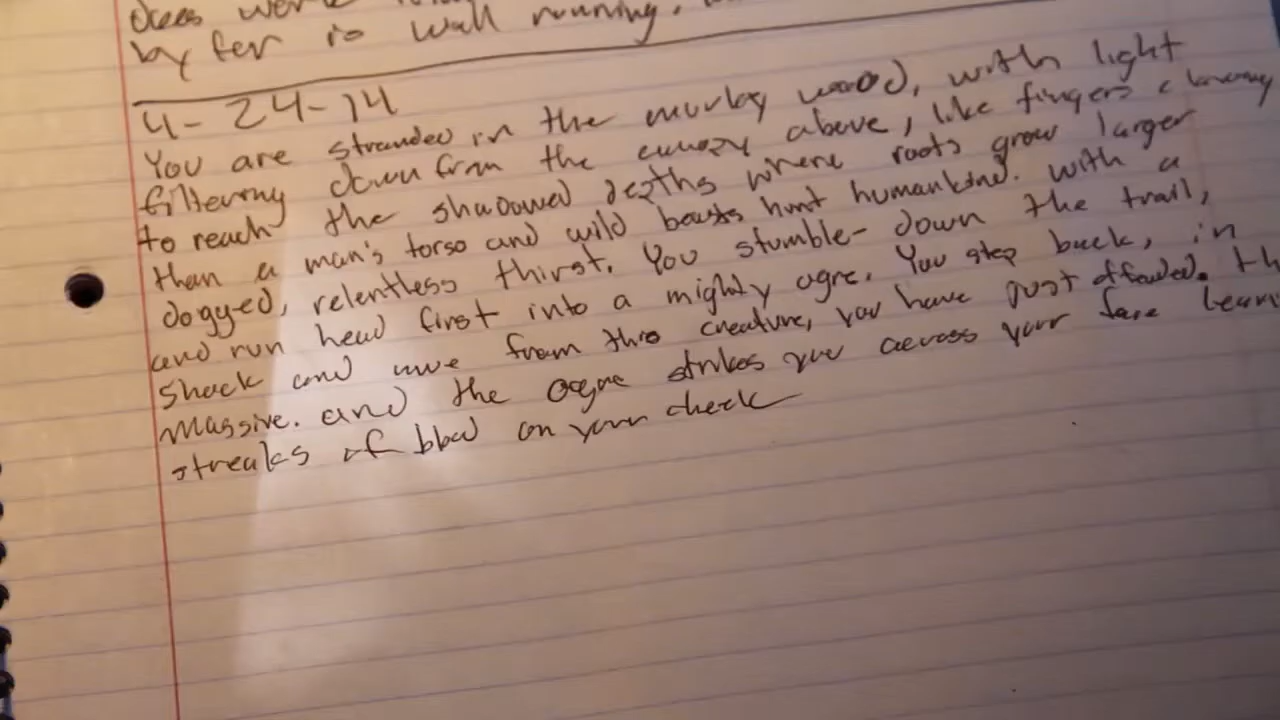 does
by fer is wall running.
4-24-14
You are stranded in the murky wood, with light
filtering down from the canopy above, like fingers
to reach the shadowed depths where roots grow larger
than a man's torso and wild beasts hunt humankind. With a
dogged, relentless thirst. You stumble down the trail,
and run head first into a mighty ogre. You step back, in
shock and awe from this creature, you have just offended.
massive. and the ogre strikes you across your face
streaks of blood on your cheek